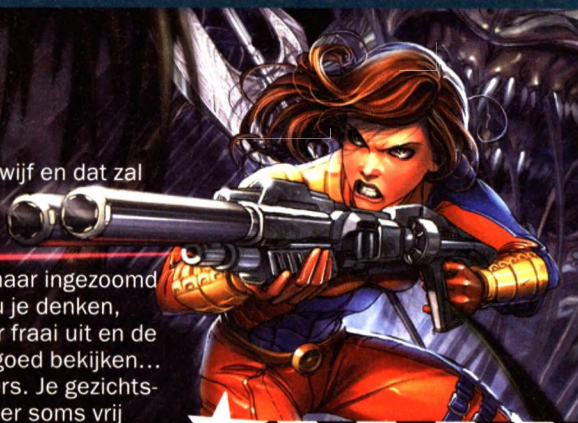 wijf en dat zal
naar ingezoomd
u je denken,
r fraai uit en de
goed bekijken...
rs. Je gezichts-
er soms vrij